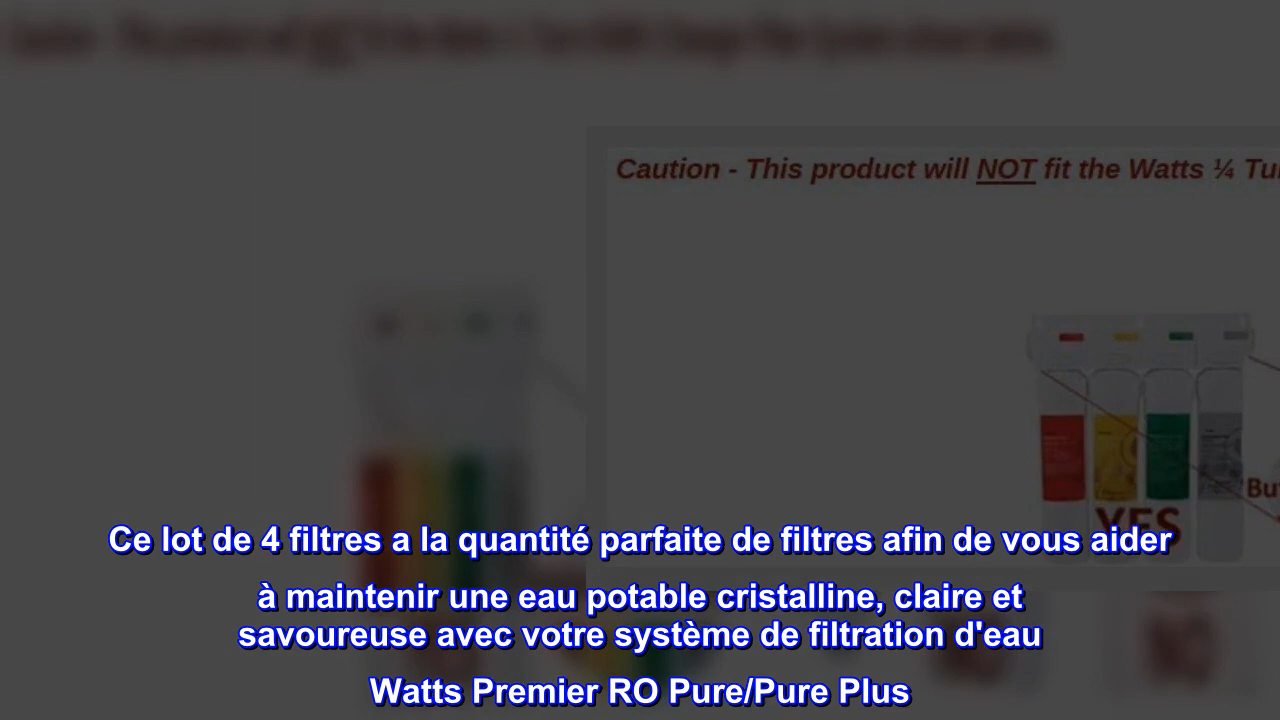 Caution - This product will NOT fit the Watts ¼
YES
Ce lot de 4 filtres a la quantité parfaite de filtres afin de vous aider
à maintenir une eau potable cristalline, claire et
savoureuse avec votre système de filtration d'eau
Watts Premier RO Pure/Pure Plus